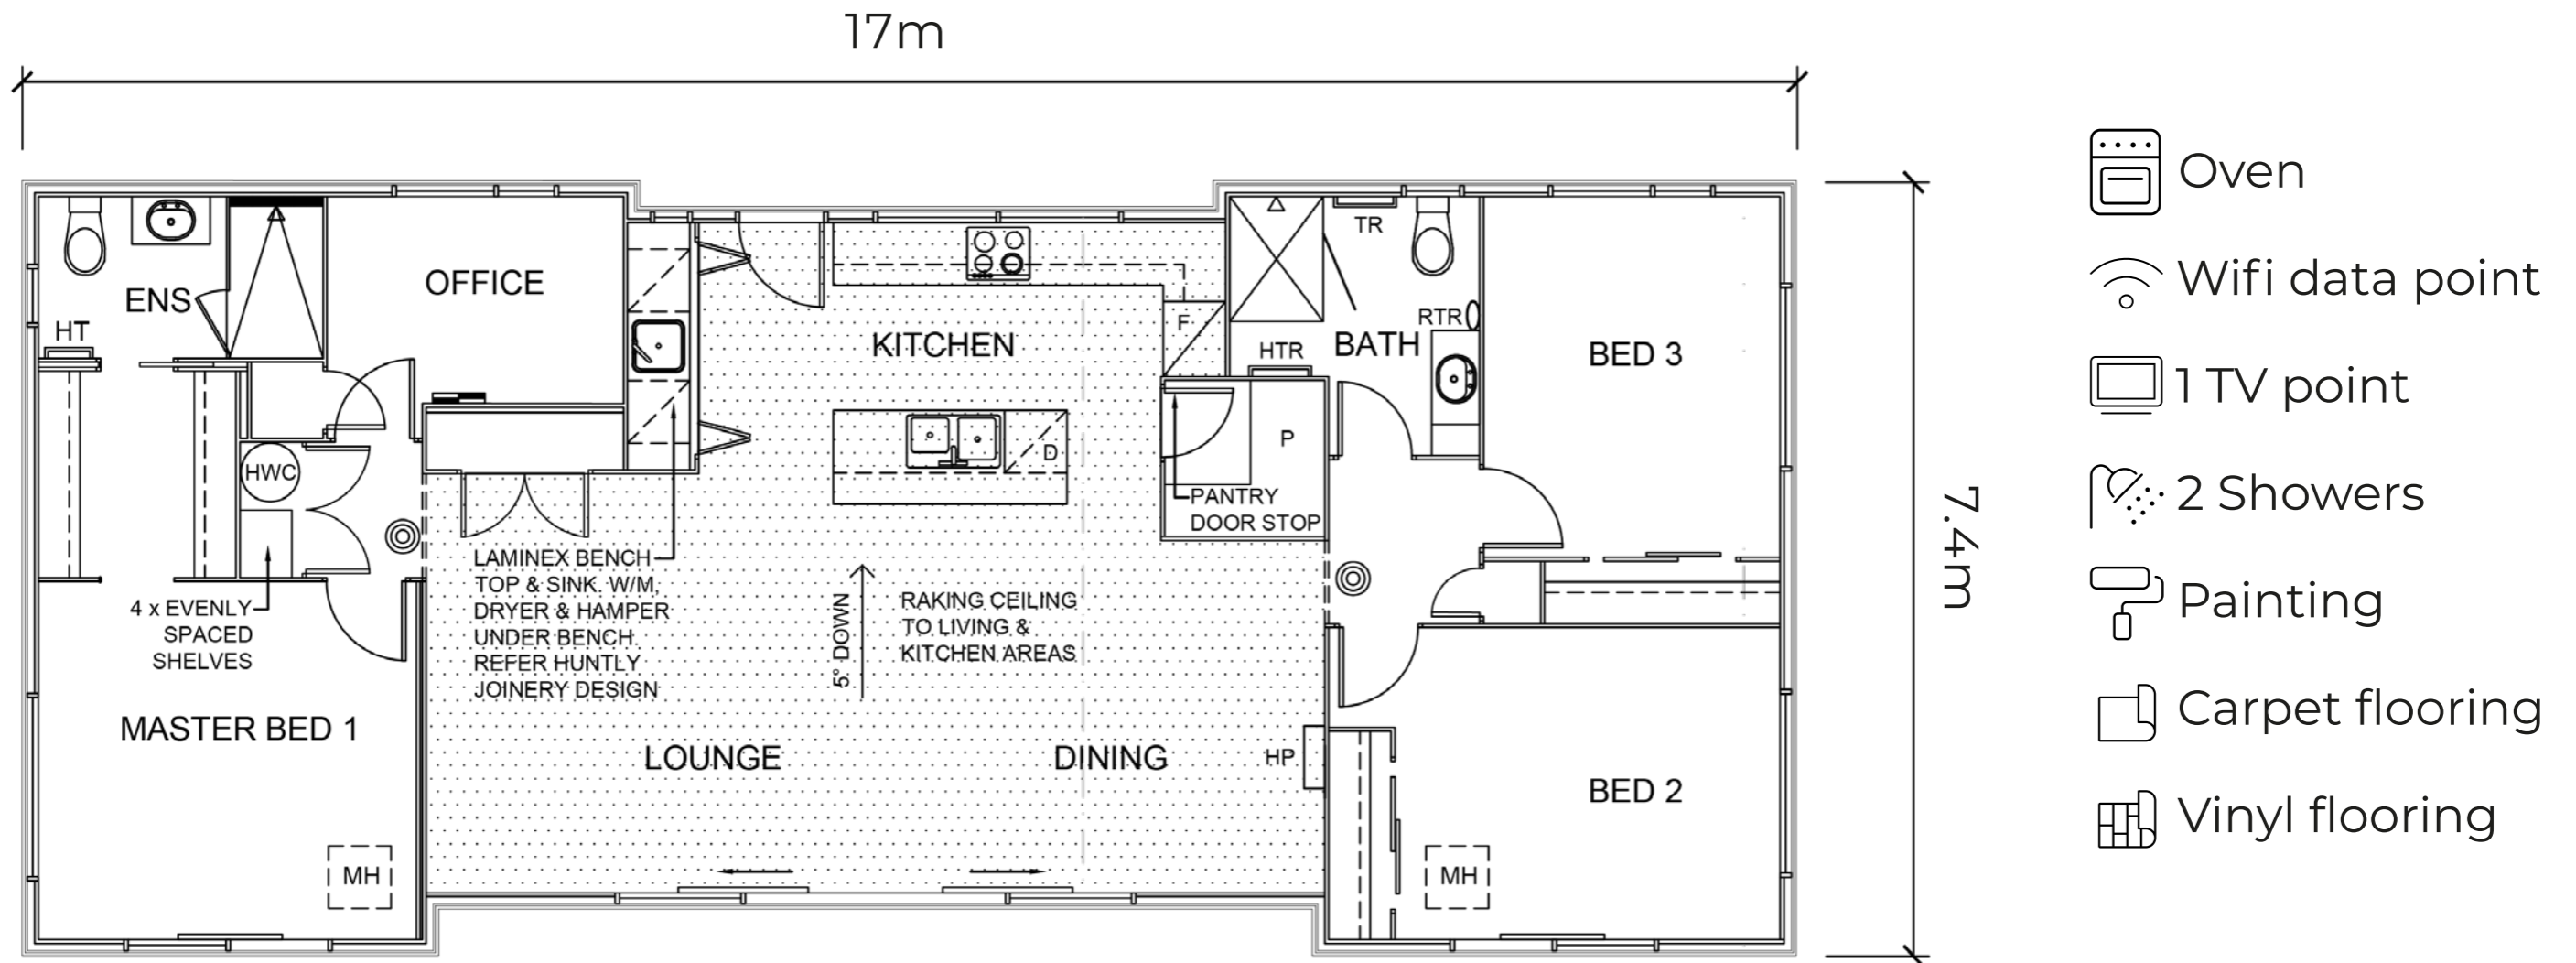 17m
7.4m
ENS
HT
OFFICE
HWC
4 x EVENLY
SPACED
SHELVES
MASTER BED 1
MH
LAMINEX BENCH
TOP & SINK. W/M,
DRYER & HAMPER
UNDER BENCH.
REFER HUNTLY
JOINERY DESIGN
KITCHEN
F
D
P
PANTRY
DOOR STOP
5° DOWN
RAKING CEILING
TO LIVING &
KITCHEN AREAS
LOUNGE
DINING
HP
TR
RTR
HTR
BATH
BED 3
BED 2
MH
Oven
Wifi data point
1 TV point
2 Showers
Painting
Carpet flooring
Vinyl flooring